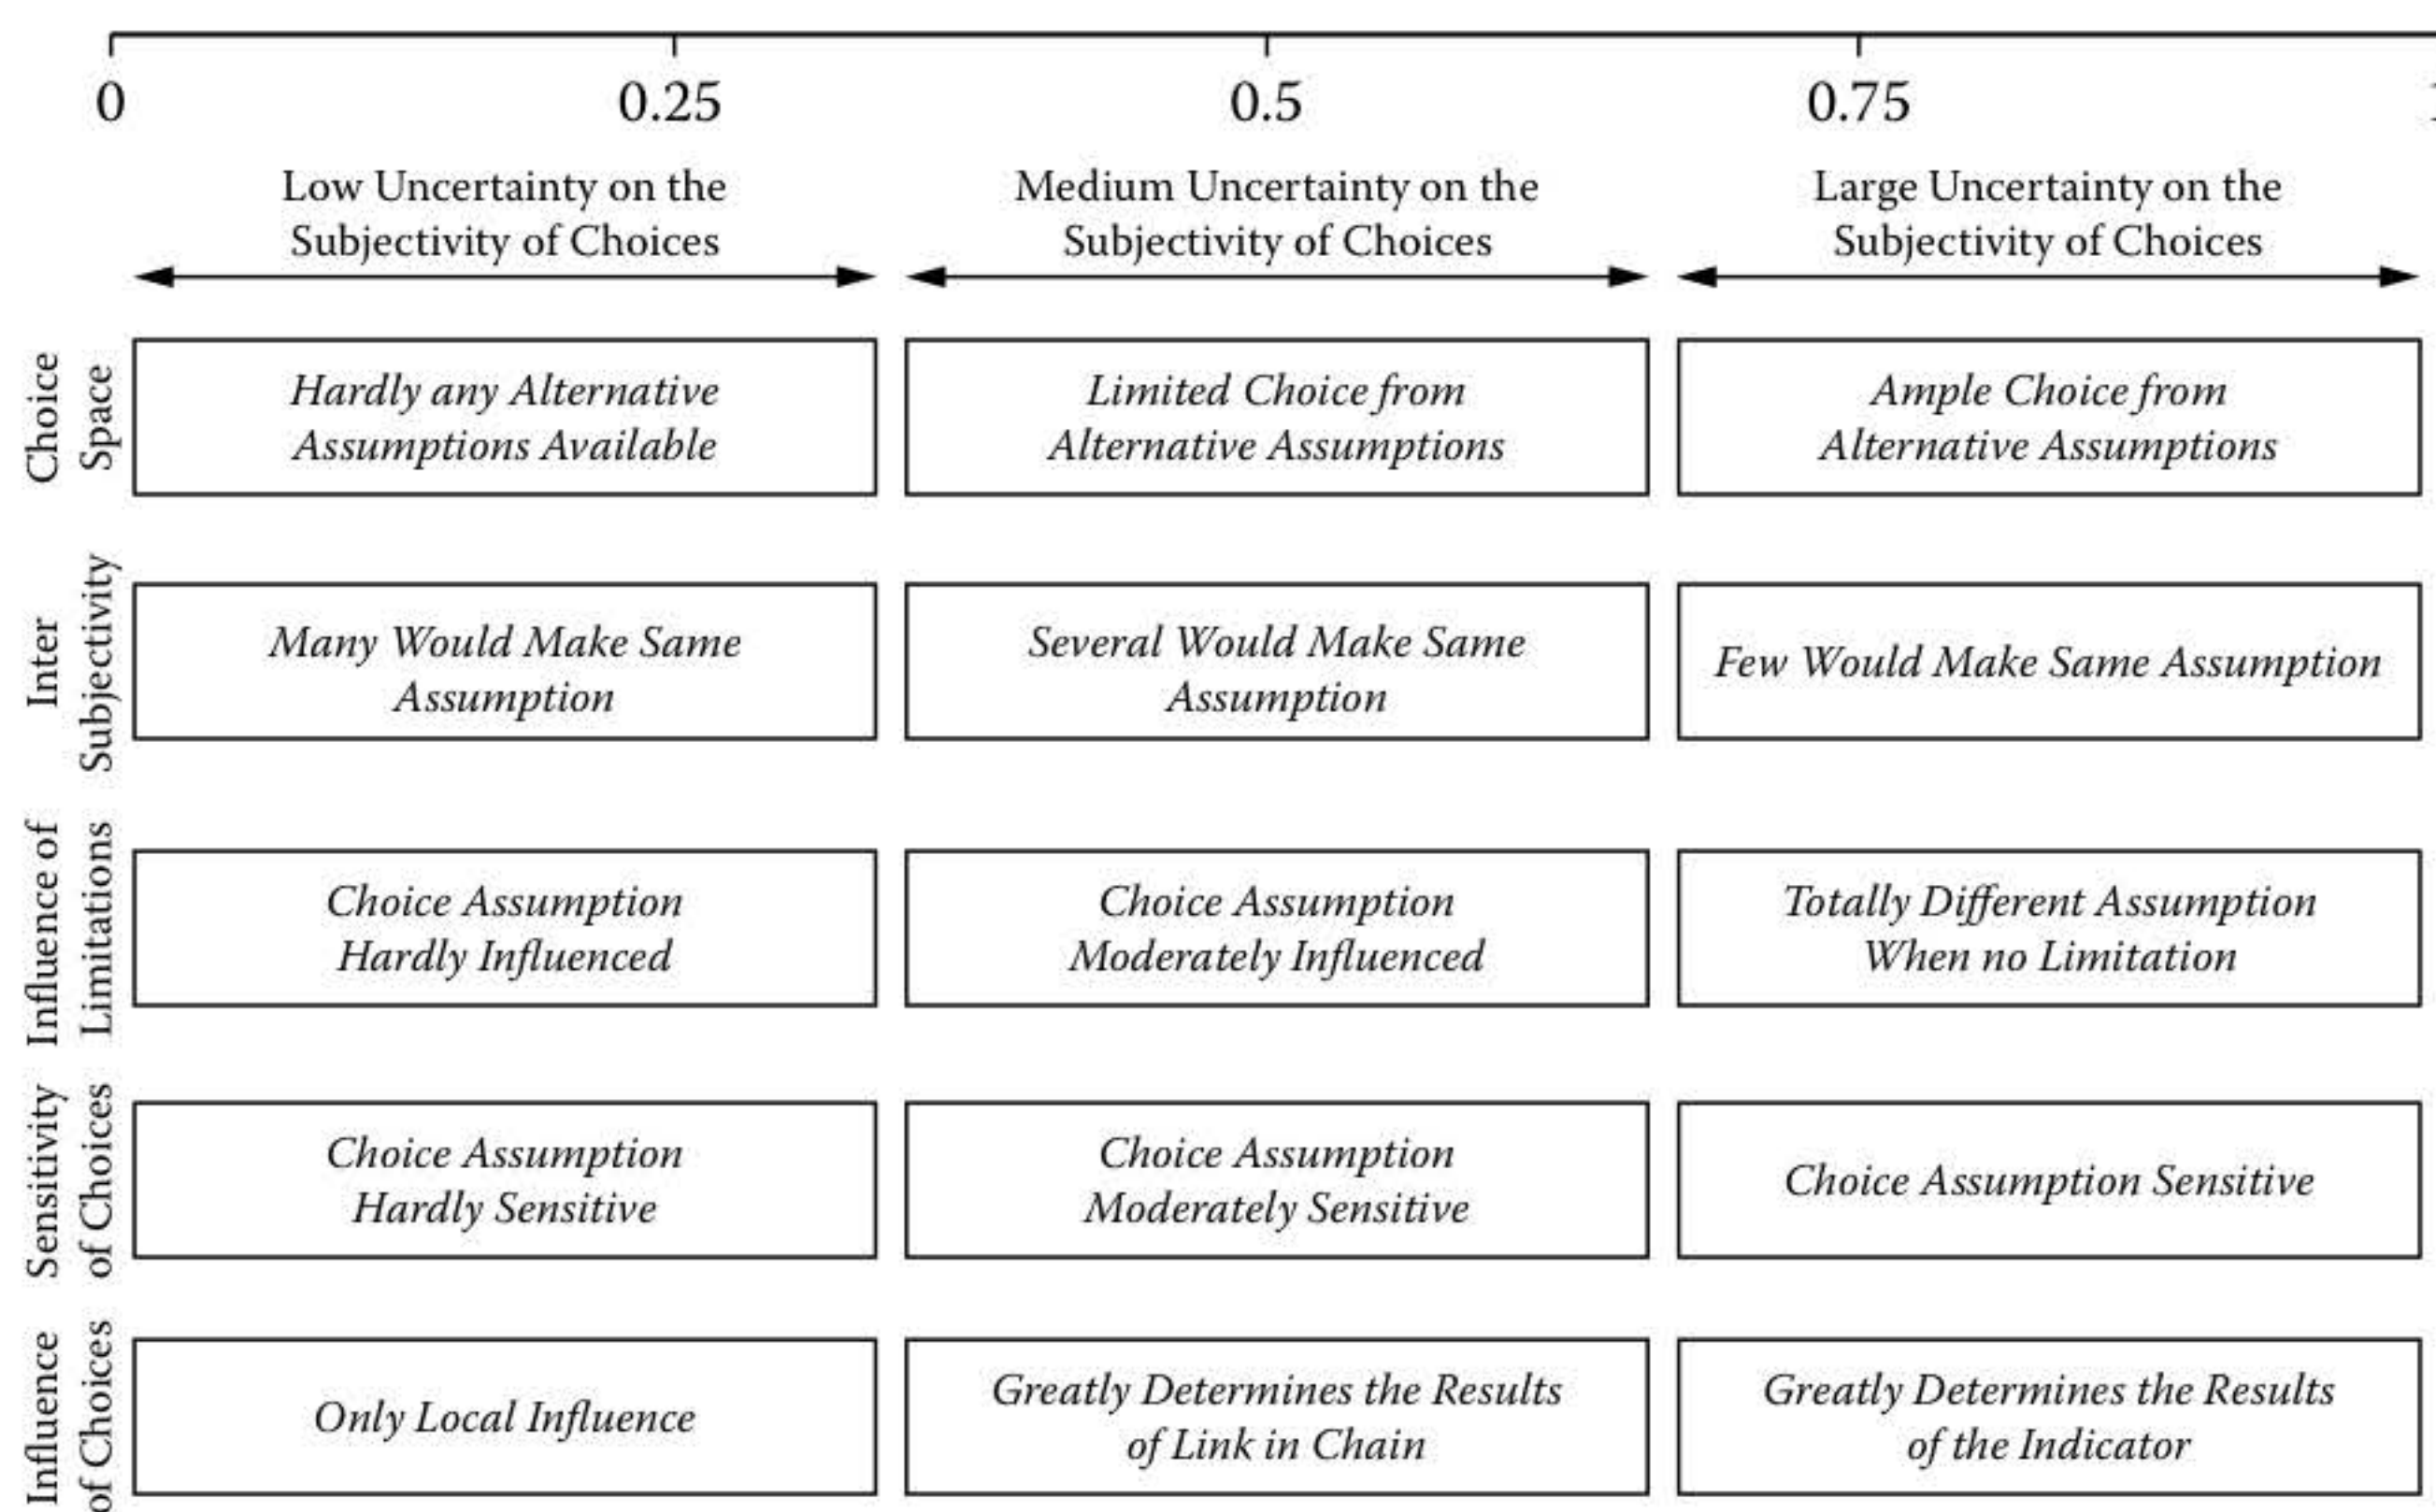 0
0.25
0.5
0.75
Low Uncertainty on the
Subjectivity of Choices
Medium Uncertainty on the
Subjectivity of Choices
Large Uncertainty on the
Subjectivity of Choices
Choice
Space
Hardly any Alternative
Assumptions Available
Limited Choice from
Alternative Assumptions
Ample Choice from
Alternative Assumptions
Inter
Subjectivity
Many Would Make Same
Assumption
Several Would Make Same
Assumption
Few Would Make Same Assumption
Influence of
Limitations
Choice Assumption
Hardly Influenced
Choice Assumption
Moderately Influenced
Totally Different Assumption
When no Limitation
Sensitivity
of Choices
Choice Assumption
Hardly Sensitive
Choice Assumption
Moderately Sensitive
Choice Assumption Sensitive
Influence
of Choices
Only Local Influence
Greatly Determines the Results
of Link in Chain
Greatly Determines the Results
of the Indicator